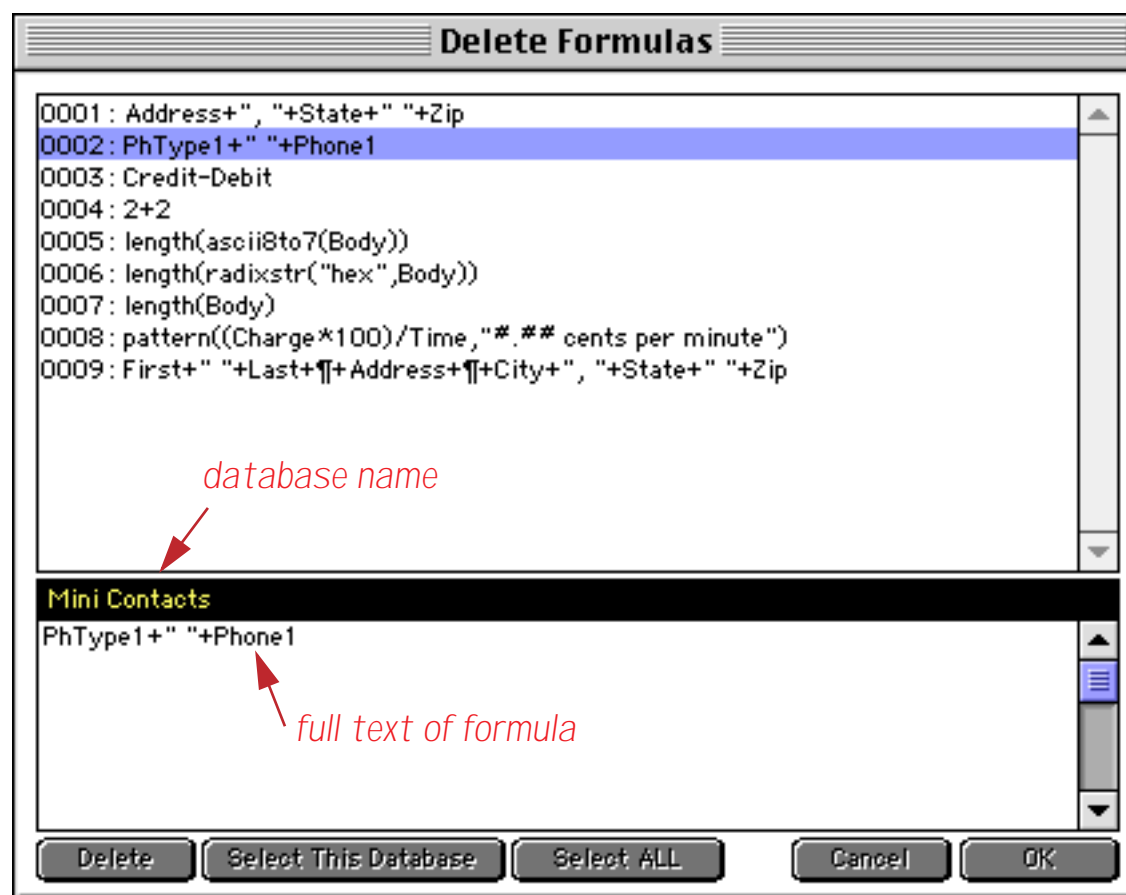 Delete Formulas
0001: Address+", "+State+" "+Zip
0002: PhType1+" "+Phone1
0003: Credit-Debit
0004: 2+2
0005: length(ascii8to7(Body))
0006: length(radixstr("hex",Body))
0007: length(Body)
0008: pattern((Charge*100)/Time,"#.## cents per minute")
0009: First+" "+Last+¶+Address+¶+City+", "+State+" "+Zip
database name
Mini Contacts
PhType1+" "+Phone1
full text of formula
Delete Select This Database Select ALL Cancel OK